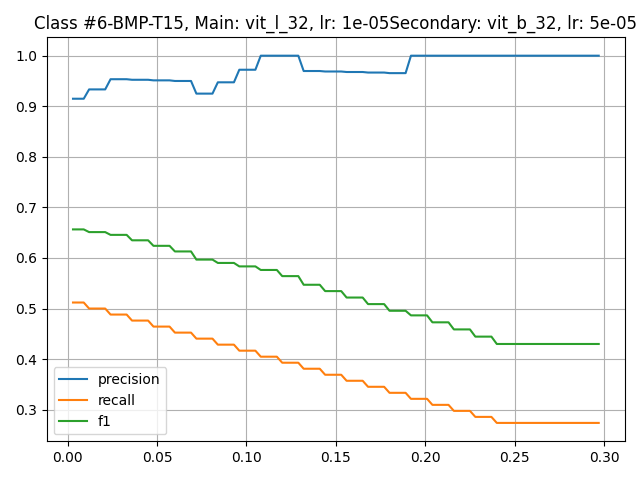 Class #6-BMP-T15, Main: vit_l_32, lr: 1e-05Secondary: vit_b_32, lr: 5e-05
1.0
0.9
0.8
0.7
0.6
0.5
0.4
0.3
precision
recall
f1
0.00 0.05 0.10 0.15 0.20 0.25 0.30